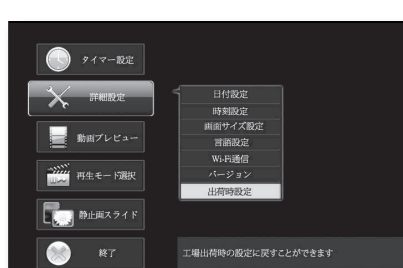 タイマー設定
詳細設定
動画プレビュー
再生モード選択
静止画スライド
終了
日付設定
時刻設定
画面サイズ設定
言語設定
Wi-Fi通信
バージョン
出荷時設定
工場出荷時の設定に戻すことができます